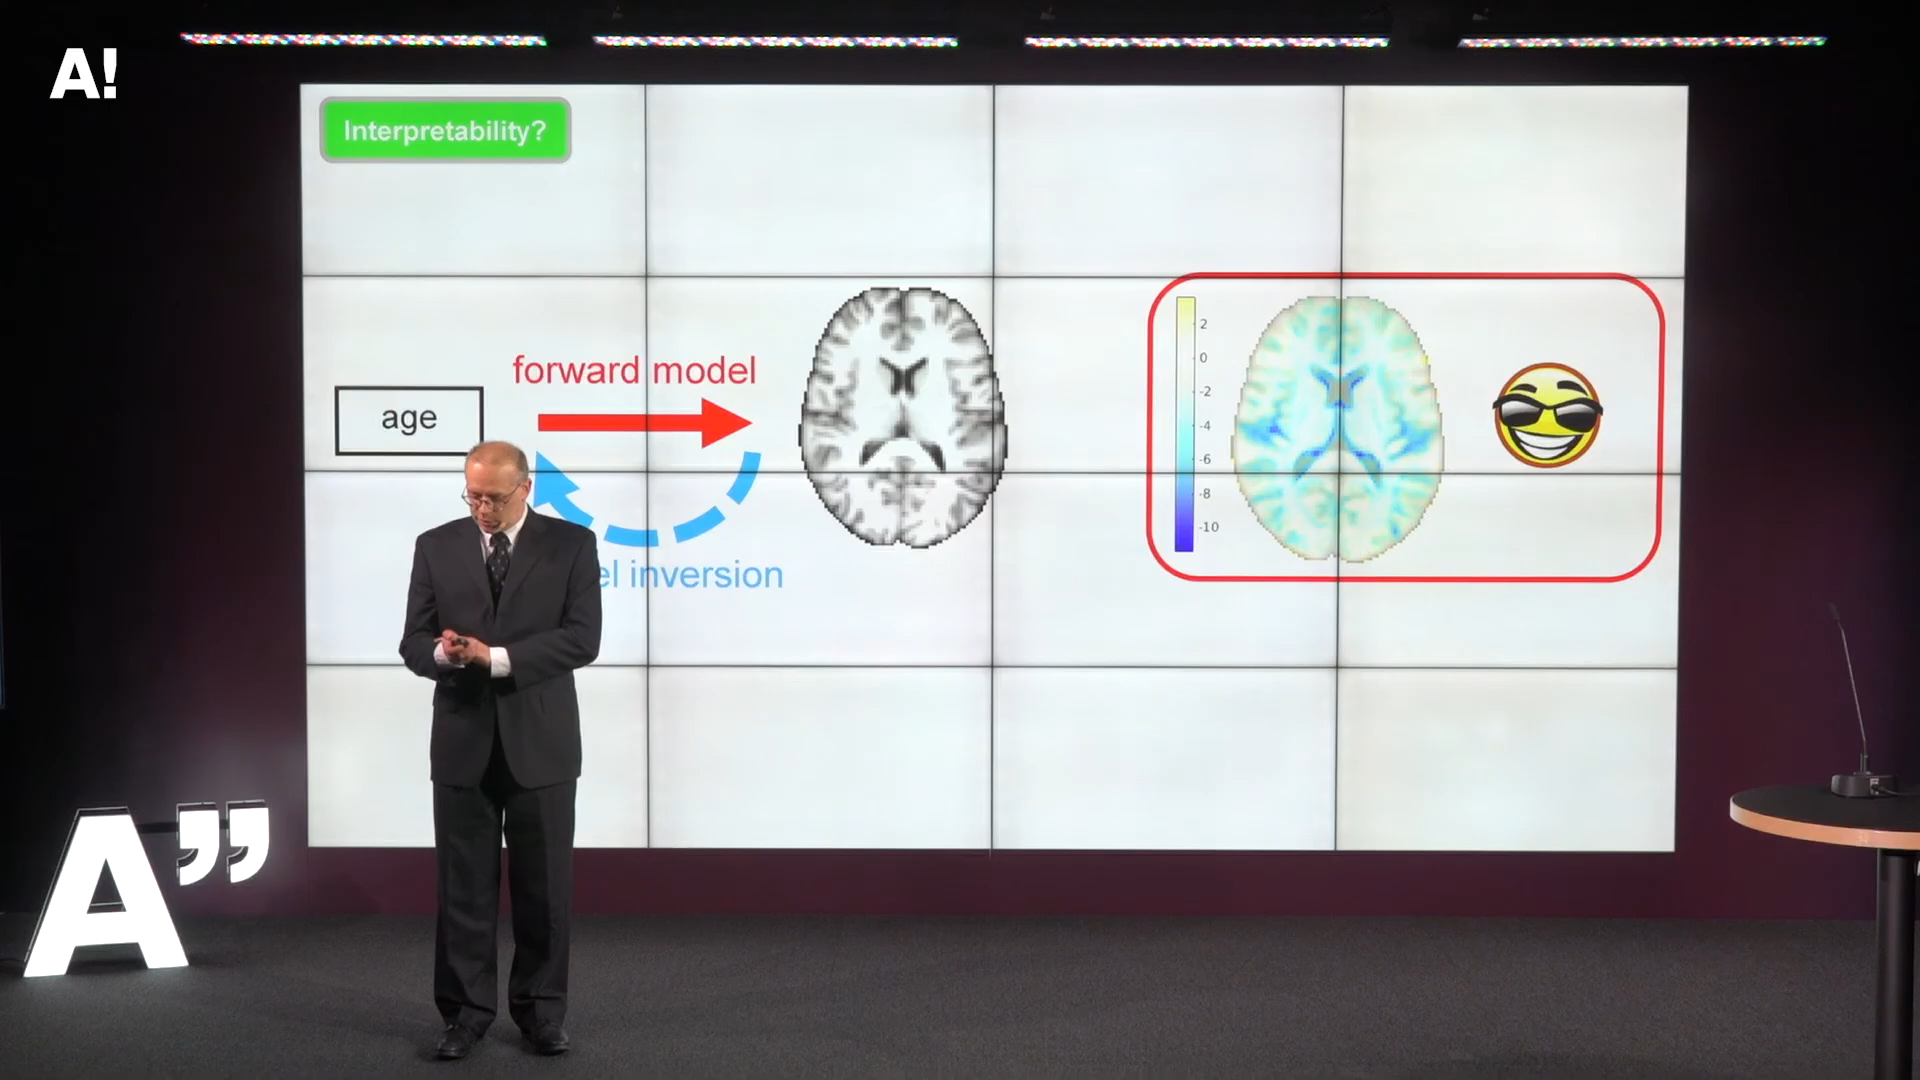 A!
Interpretability?
forward model
age
el inversion
2
0
-2
-4
-6
-8
-10
A”